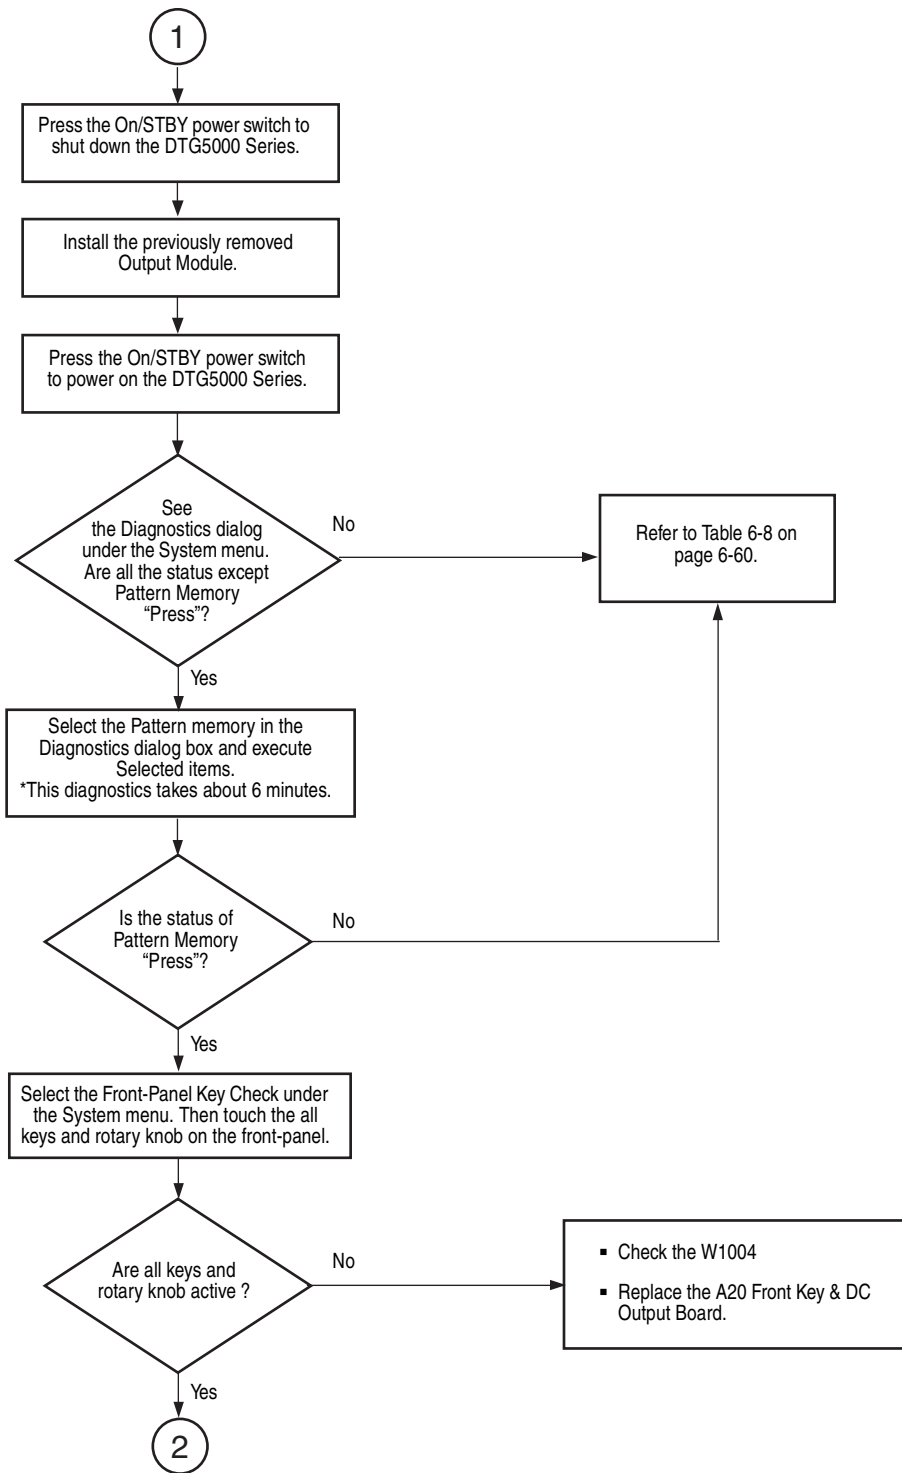 1
Press the On/STBY power switch to
shut down the DTG5000 Series.
Install the previously removed
Output Module.
Press the On/STBY power switch
to power on the DTG5000 Series.
See
the Diagnostics dialog
under the System menu.
Are all the status except
Pattern Memory
“Press”?
No
Refer to Table 6-8 on
page 6-60.
Yes
Select the Pattern memory in the
Diagnostics dialog box and execute
Selected items.
*This diagnostics takes about 6 minutes.
Is the status of
Pattern Memory
“Press”?
No
Yes
Select the Front-Panel Key Check under
the System menu. Then touch the all
keys and rotary knob on the front-panel.
Are all keys and
rotary knob active ?
No
▪ Check the W1004
▪ Replace the A20 Front Key & DC
Output Board.
Yes
2